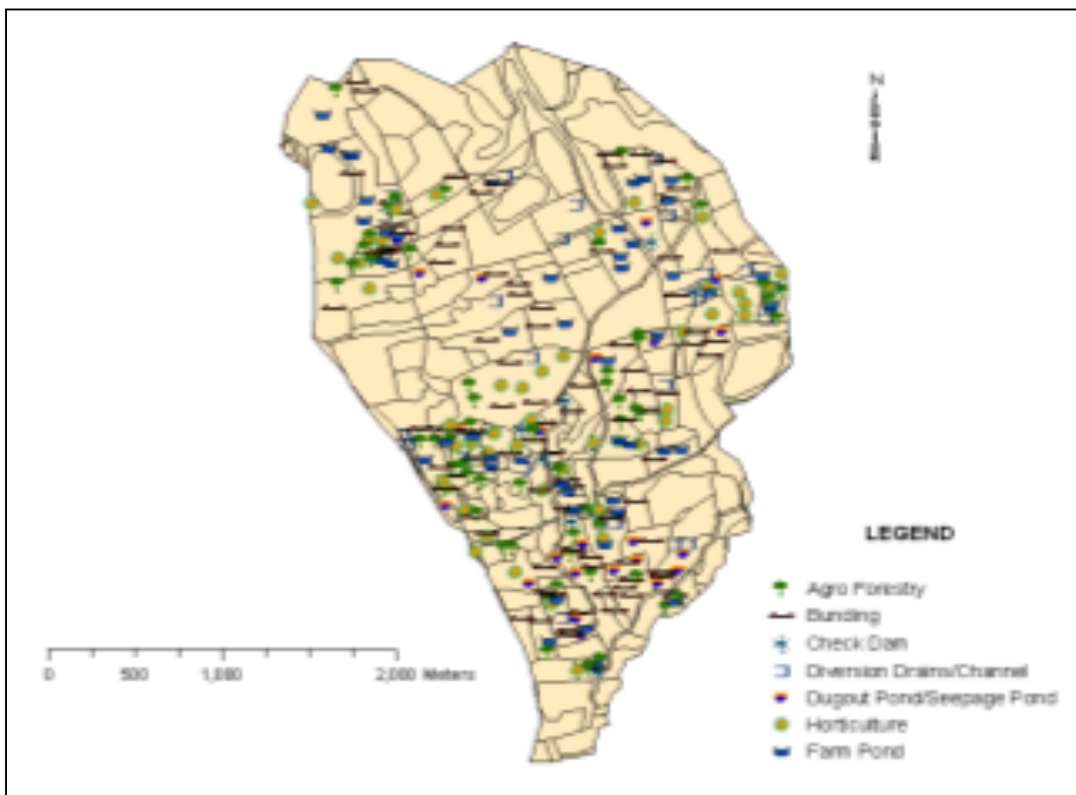 N
LEGEND
Agro Forestry
Bunding
Check Dam
Diversion Drains/Channel
Dugout Pond/Seepage Pond
Horticulture
Farm Pond
0 500 1,000 2,000 Meters